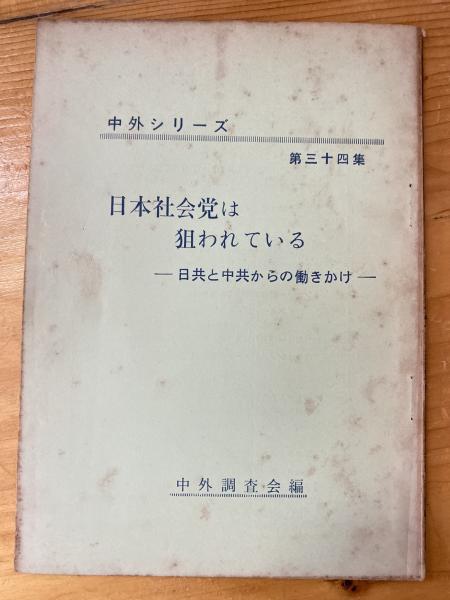 中外シリーズ
第三十四集
日本社会党は
狙われている
―日共と中共からの働きかけ―
中外調査会編